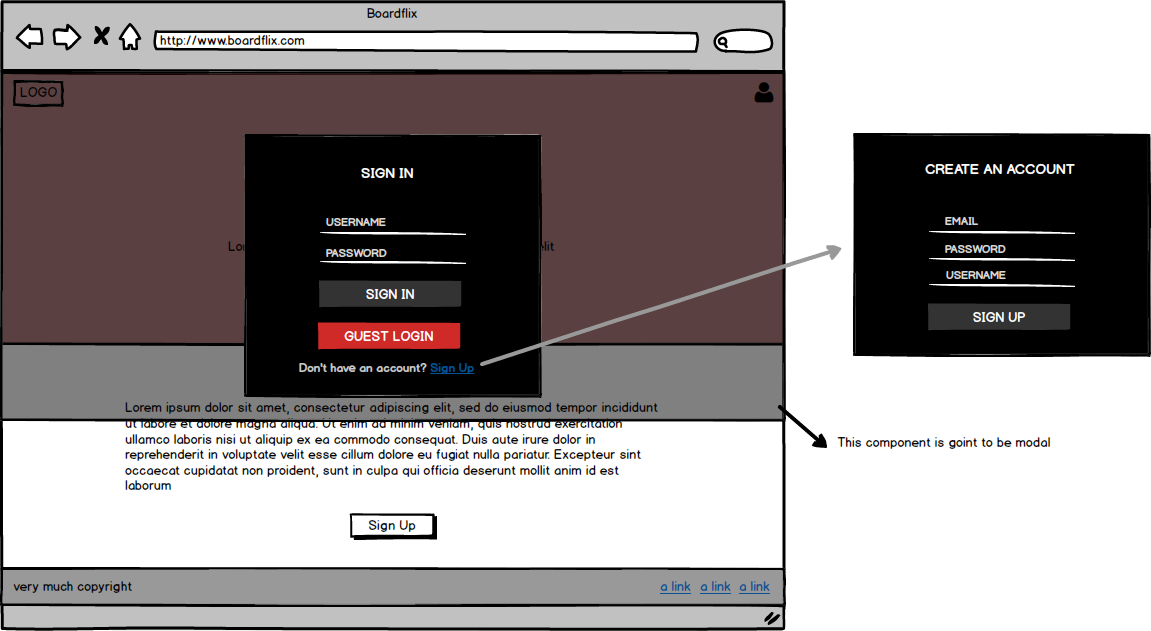 Boardflix
http://www.boardflix.com
LOGO
SIGN IN
USERNAME
PASSWORD
SIGN IN
GUEST LOGIN
Don't have an account? Sign Up
CREATE AN ACCOUNT
EMAIL
PASSWORD
USERNAME
SIGN UP
This component is goint to be modal
Lorem ipsum dolor sit amet, consectetur adipiscing elit, sed do eiusmod tempor incididunt
ut labore et dolore magna aliqua. Ut enim ad minim veniam, quis nostrud exercitation
ullamco laboris nisi ut aliquip ex ea commodo consequat. Duis aute irure dolor in
reprehenderit in voluptate velit esse cillum dolore eu fugiat nulla pariatur. Excepteur sint
occaecat cupidatat non proident, sunt in culpa qui officia deserunt mollit anim id est
laborum
Sign Up
very much copyright
a link a link a link